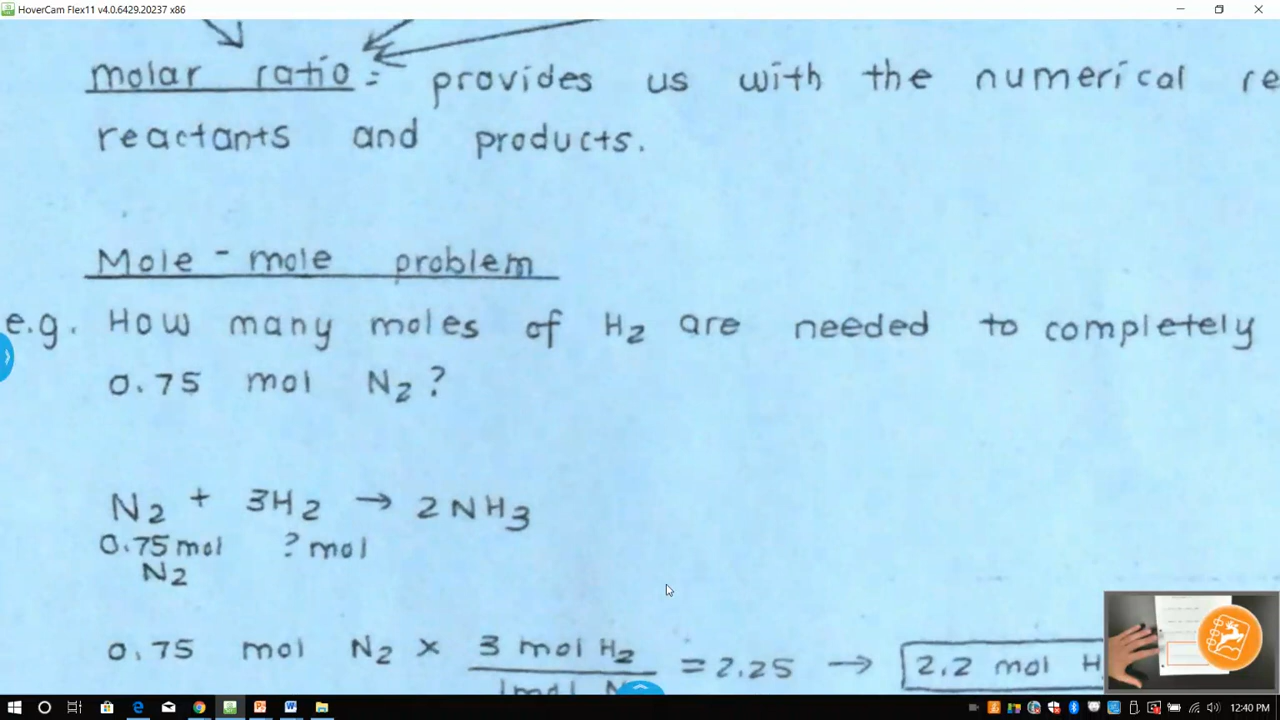 HoverCam Flex11 v4.0.6429.20237 x86
molar ratio = provides us with the numerical re
reactants and products.
Mole - mole problem
e.g. How many moles of H₂ are needed to completely
0.75 mol N₂?
N₂ + 3H₂ → 2NH₃
0.75 mol ? mol
N₂
0.75 mol N₂ × 3 mol H₂ = 2.25 → 2.2 mol H
1mol N
12:40 PM